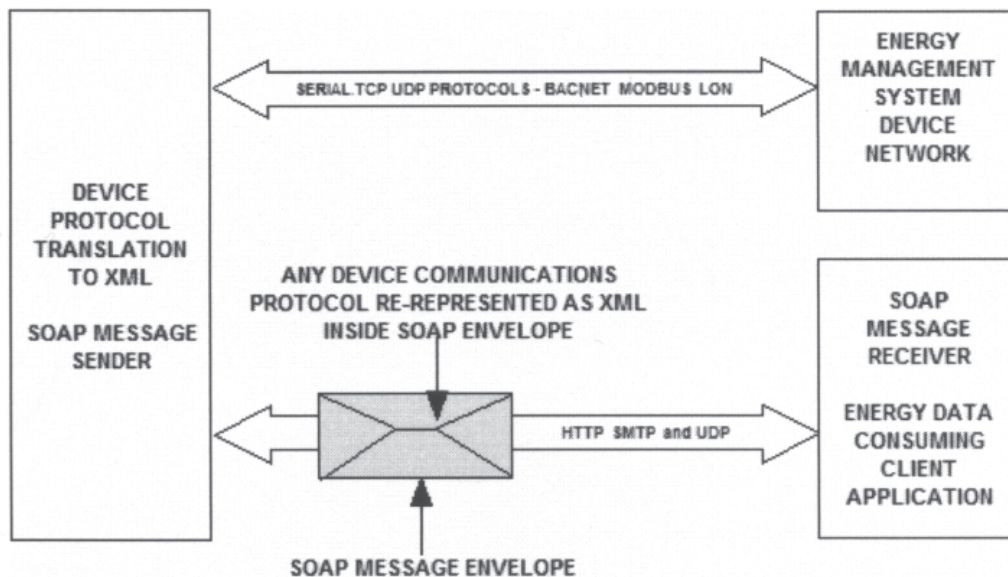 DEVICE
PROTOCOL
TRANSLATION
TO XML
SOAP MESSAGE
SENDER
SERIAL TCP UDP PROTOCOLS - BACNET MODBUS LON
ENERGY
MANAGEMENT
SYSTEM
DEVICE
NETWORK
ANY DEVICE COMMUNICATIONS
PROTOCOL RE-REPRESENTED AS XML
INSIDE SOAP ENVELOPE
HTTP SMTP and UDP
SOAP MESSAGE ENVELOPE
SOAP
MESSAGE
RECEIVER
ENERGY DATA
CONSUMING
CLIENT
APPLICATION